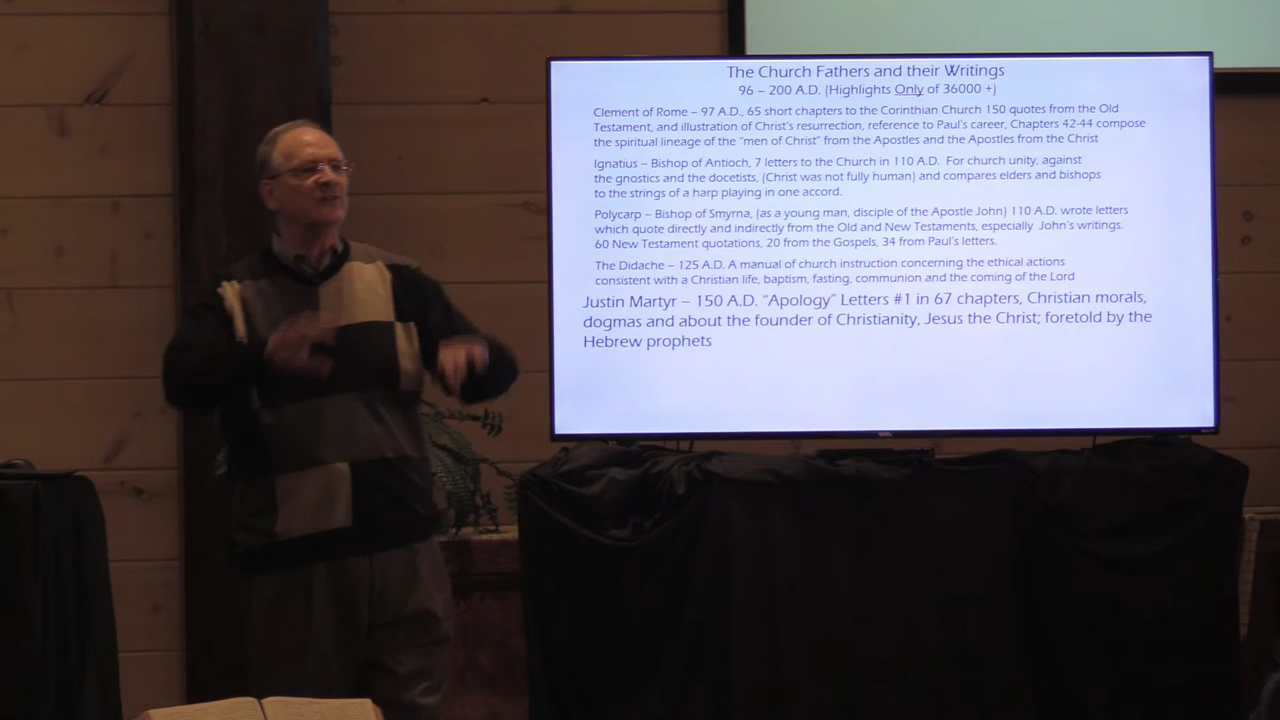 The Church Fathers and their Writings
96 – 200 A.D. (Highlights Only of 36000 +)
Clement of Rome – 97 A.D., 65 short chapters to the Corinthian Church 150 quotes from the Old
Testament, and illustration of Christ's resurrection, reference to Paul's career, Chapters 42-44 compose
the spiritual lineage of the "men of Christ" from the Apostles and the Apostles from the Christ
Ignatius – Bishop of Antioch, 7 letters to the Church in 110 A.D. For church unity, against
the gnostics and the docetists, (Christ was not fully human) and compares elders and bishops
to the strings of a harp playing in one accord.
Polycarp – Bishop of Smyrna, (as a young man, disciple of the Apostle John) 110 A.D. wrote letters
which quote directly and indirectly from the Old and New Testaments, especially John's writings.
60 New Testament quotations, 20 from the Gospels, 34 from Paul's letters.
The Didache – 125 A.D. A manual of church instruction concerning the ethical actions
consistent with a Christian life, baptism, fasting, communion and the coming of the Lord
Justin Martyr – 150 A.D. "Apology" Letters #1 in 67 chapters, Christian morals,
dogmas and about the founder of Christianity, Jesus the Christ; foretold by the
Hebrew prophets